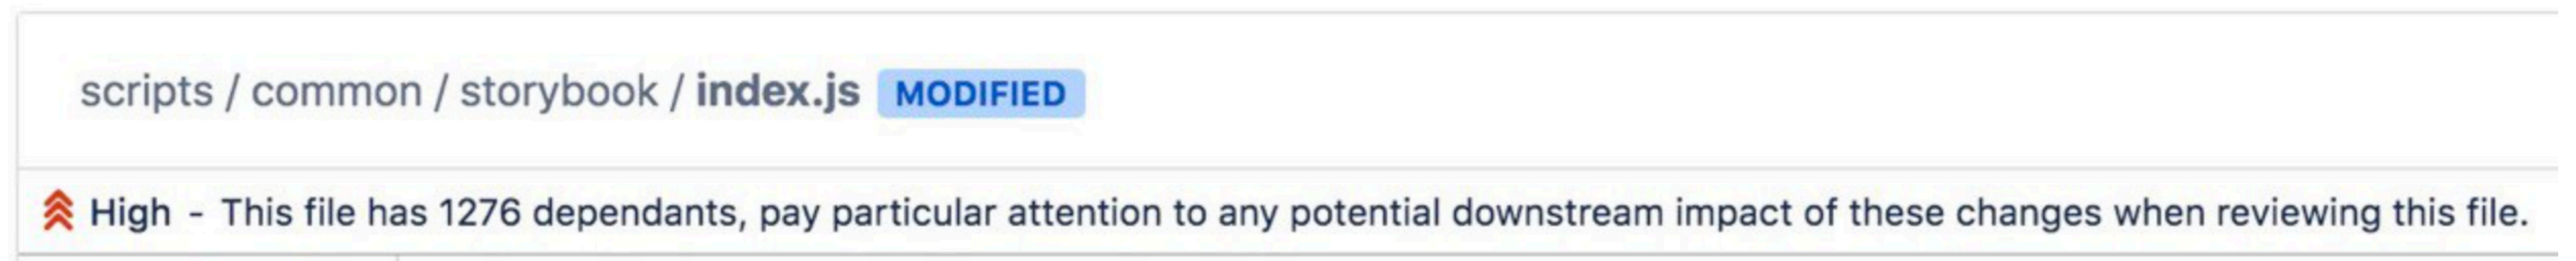 scripts / common / storybook / index.js MODIFIED
High - This file has 1276 dependants, pay particular attention to any potential downstream impact of these changes when reviewing this file.